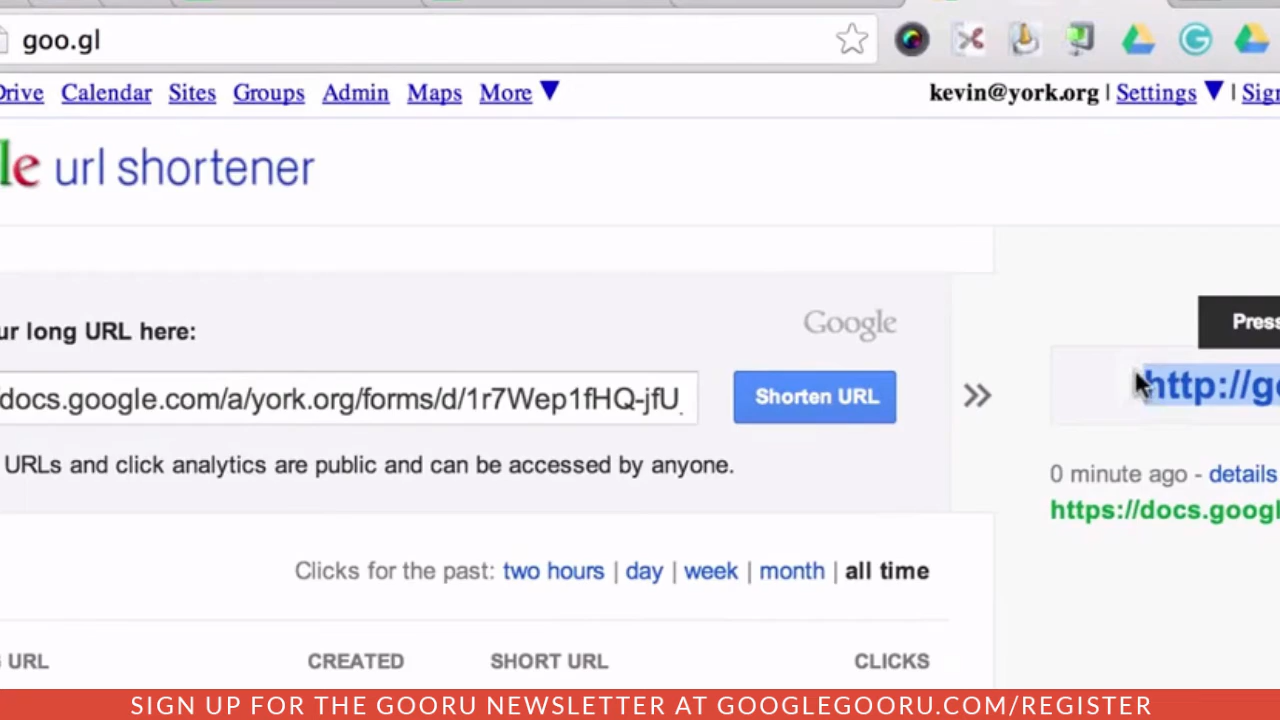 goo.gl
Drive Calendar Sites Groups Admin Maps More ▼ kevin@york.org | Settings ▼ |
url shortener
long URL here:
Google
docs.google.com/a/york.org/forms/d/1r7Wep1fHQ-jfU
Shorten URL
»
Press
http://go
URLs and click analytics are public and can be accessed by anyone.
0 minute ago - details
https://docs.googl
Clicks for the past: two hours | day | week | month | all time
URL CREATED SHORT URL CLICKS
SIGN UP FOR THE GOORU NEWSLETTER AT GOOGLEGOORU.COM/REGISTER